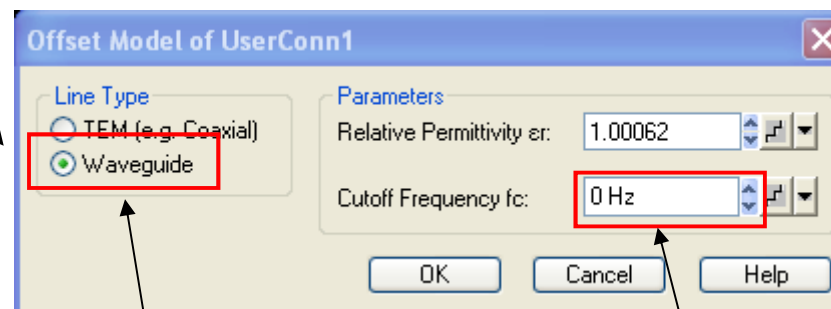 Offset Model of UserConn1
Line Type
TEM (e.g. Coaxial)
Waveguide
Parameters
Relative Permittivity εr: 1.00062
Cutoff Frequency fc: 0 Hz
OK Cancel Help